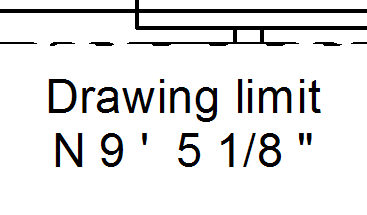 Drawing limit
N 9 '  5 1/8 "